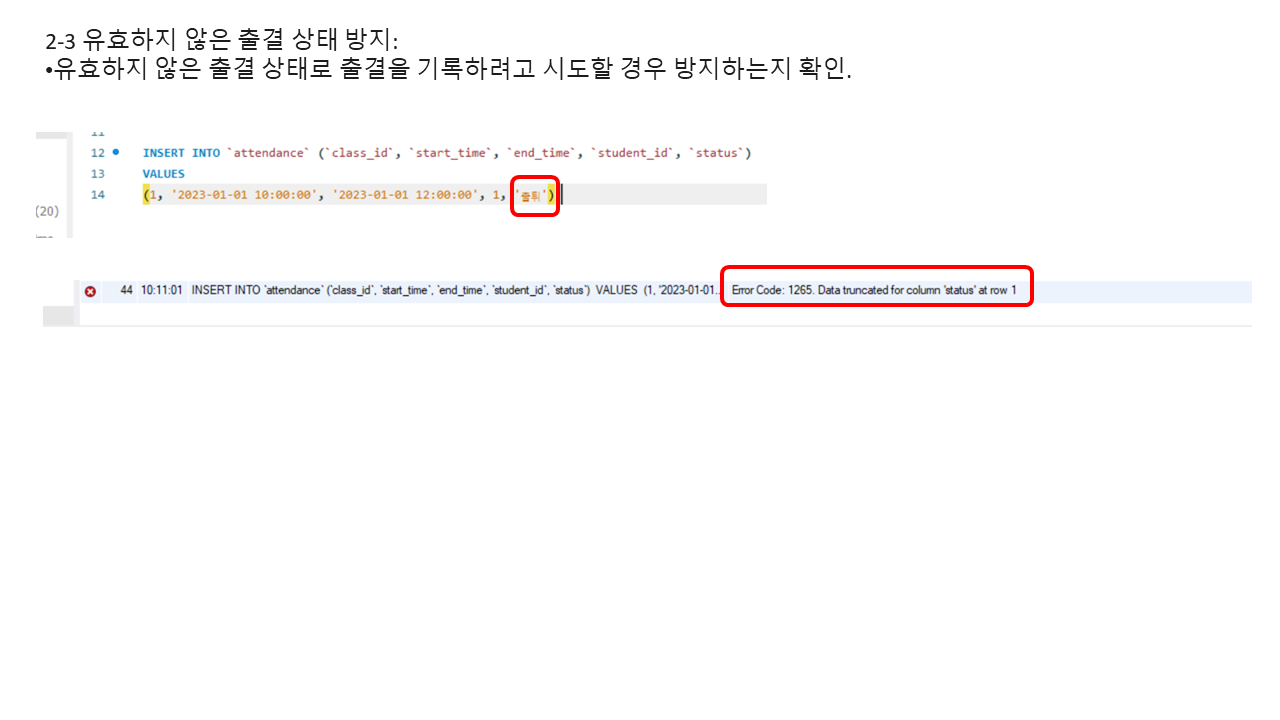 2-3 유효하지 않은 출결 상태 방지:
•유효하지 않은 출결 상태로 출결을 기록하려고 시도할 경우 방지하는지 확인.
11
12 INSERT INTO `attendance` (`class_id`, `start_time`, `end_time`, `student_id`, `status`)
13 VALUES
14 (1, '2023-01-01 10:00:00', '2023-01-01 12:00:00', 1, '출튀')
(20)
44 10:11:01 INSERT INTO `attendance` (`class_id`, `start_time`, `end_time`, `student_id`, `status`) VALUES (1, '2023-01-01... Error Code: 1265. Data truncated for column 'status' at row 1